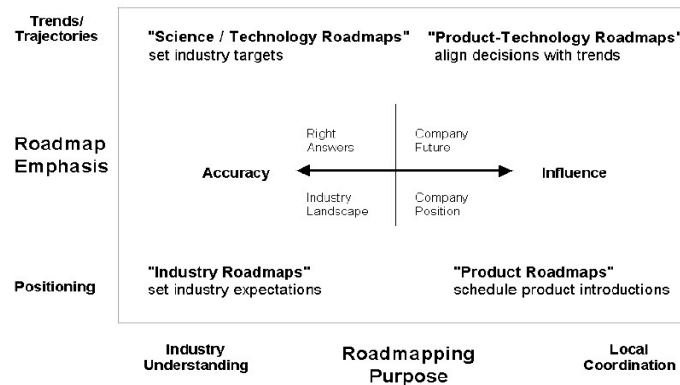 Trends/
Trajectories
"Science / Technology Roadmaps"
set industry targets
"Product-Technology Roadmaps"
align decisions with trends
Roadmap
Emphasis
Right
Answers
Company
Future
Accuracy
Influence
Industry
Landscape
Company
Position
Positioning
"Industry Roadmaps"
set industry expectations
"Product Roadmaps"
schedule product introductions
Industry
Understanding
Roadmapping
Purpose
Local
Coordination